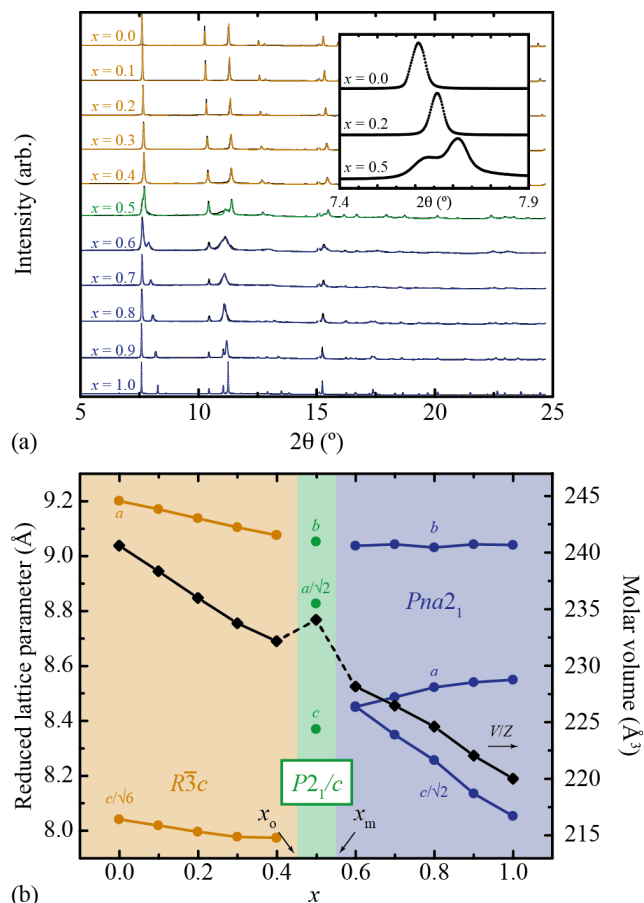 x = 0.0
x = 0.1
x = 0.2
x = 0.3
x = 0.4
x = 0.5
x = 0.6
x = 0.7
x = 0.8
x = 0.9
x = 1.0
Intensity (arb.)
x = 0.0
x = 0.2
x = 0.5
7.4 2θ (º) 7.9
5 10 15 20 25
2θ (º)
(a)
Reduced lattice parameter (Å)
9.2
9.0
8.8
8.6
8.4
8.2
8.0
a
c/√6
R3̅c
b
a/√2
c
P2₁/c
xₒ
xₘ
b
Pna2₁
a
V/Z
c/√2
245
240
235
230
225
220
215
Molar volume (Å³)
0.0 0.2 0.4 0.6 0.8 1.0
x
(b)